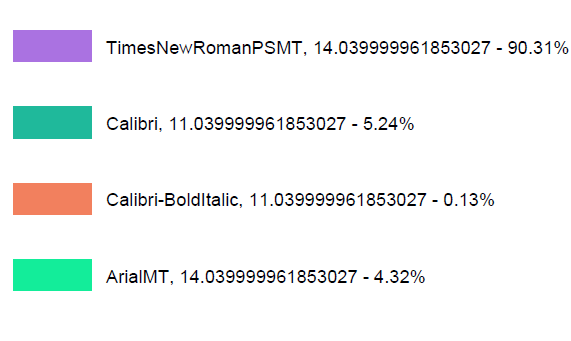 TimesNewRomanPSMT, 14.039999961853027 - 90.31%
Calibri, 11.039999961853027 - 5.24%
Calibri-BoldItalic, 11.039999961853027 - 0.13%
ArialMT, 14.039999961853027 - 4.32%